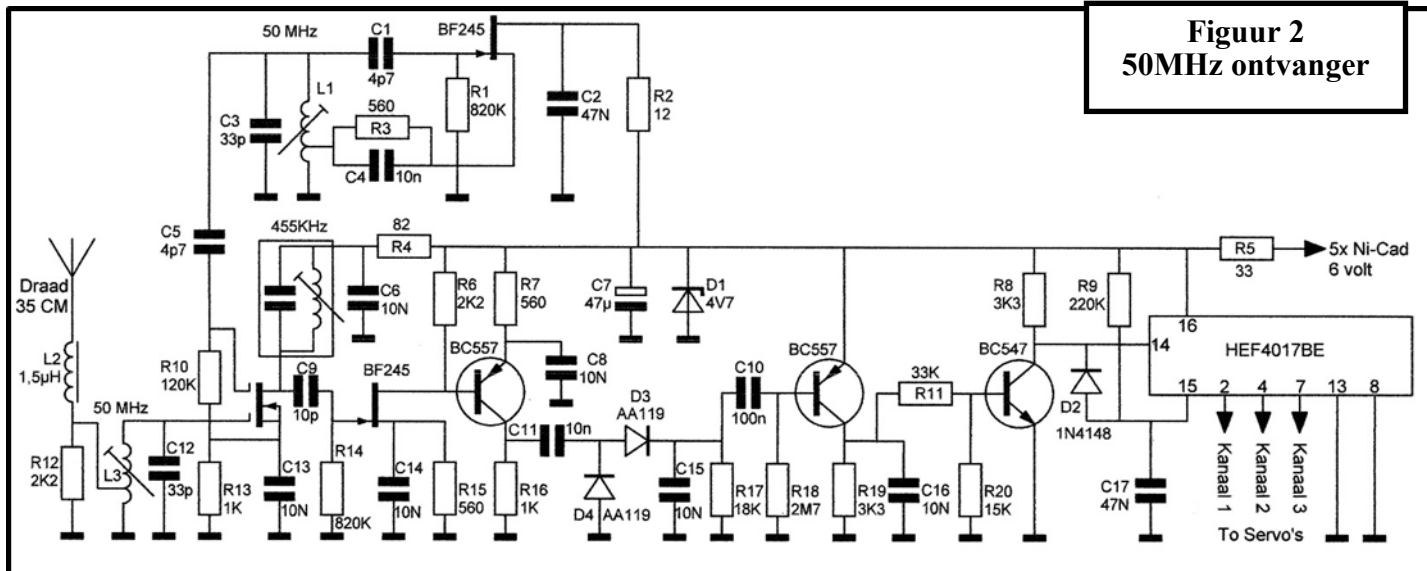 Figuur 2
50MHz ontvanger
50 MHz
C1
4p7
BF245
L1
C3
33p
560
R3
C4
10n
R1
820K
C2
47N
R2
12
C5
4p7
455KHz
82
R4
C6
10N
R6
2K2
R7
560
C7
47µ
D1
4V7
R8
3K3
R9
220K
R5
33
5x Ni-Cad
6 volt
Draad
35 CM
L2
1,5µH
R10
120K
C9
10p
BF245
BC557
C8
10N
D3
AA119
C10
100n
BC557
33K
R11
BC547
14
16
HEF4017BE
15
2
4
7
13
8
D2
1N4148
50 MHz
R12
2K2
L3
C12
33p
R13
1K
C13
10N
R14
820K
C14
10N
R15
560
C11
10n
R16
1K
D4
AA119
C15
10N
R17
18K
R18
2M7
R19
3K3
C16
10N
R20
15K
C17
47N
Kanaal 1
Kanaal 2
Kanaal 3
To Servo's